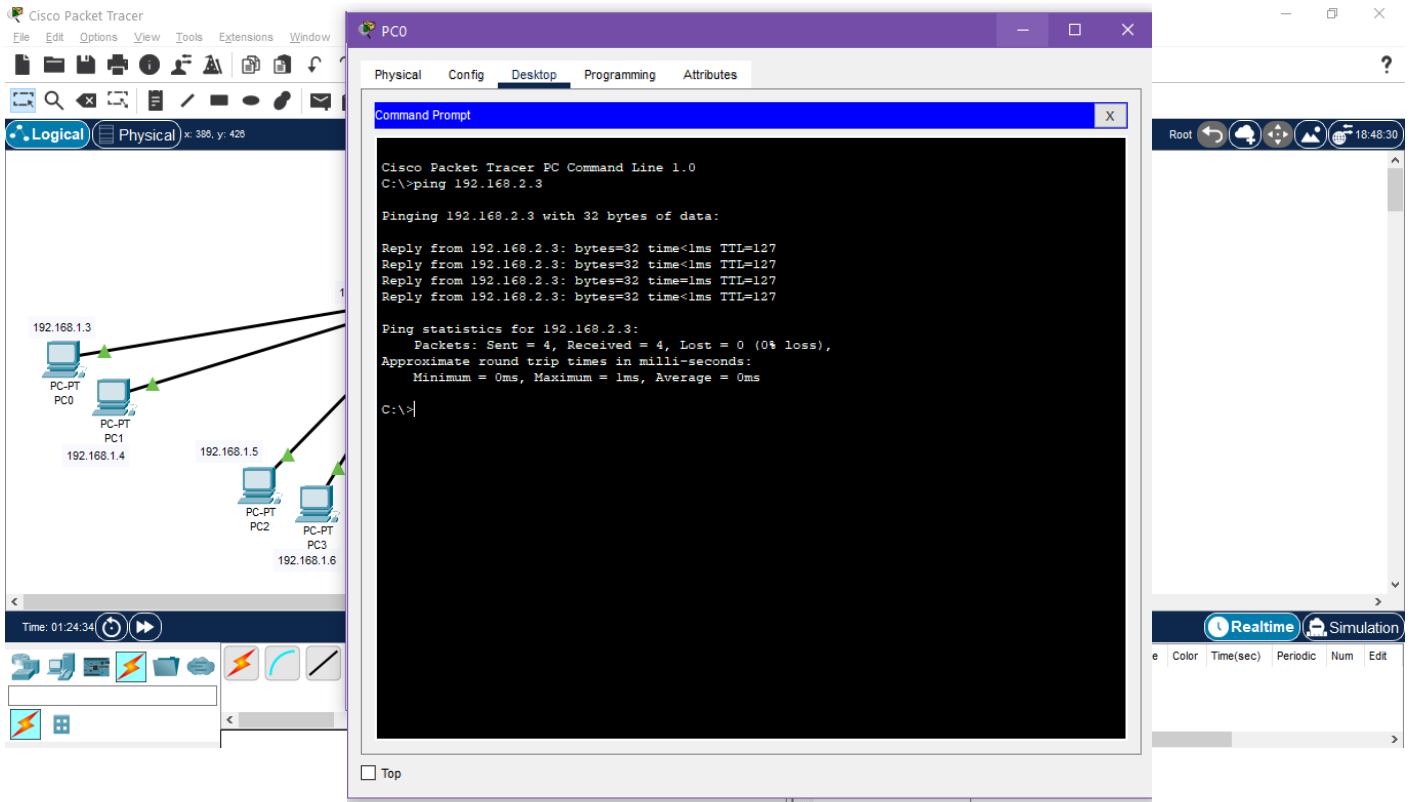 Cisco Packet Tracer
File Edit Options View Tools Extensions Window
?
Logical Physical x: 386, y: 426
Root 18:48:30
192.168.1.3
PC-PT
PC0
PC-PT
PC1
192.168.1.4
192.168.1.5
PC-PT
PC2
PC-PT
PC3
192.168.1.6
1
Time: 01:24:34
Realtime Simulation
e Color Time(sec) Periodic Num Edit
PC0
Physical Config Desktop Programming Attributes
Command Prompt X
Cisco Packet Tracer PC Command Line 1.0
C:\>ping 192.168.2.3
Pinging 192.168.2.3 with 32 bytes of data:
Reply from 192.168.2.3: bytes=32 time<1ms TTL=127
Reply from 192.168.2.3: bytes=32 time<1ms TTL=127
Reply from 192.168.2.3: bytes=32 time=1ms TTL=127
Reply from 192.168.2.3: bytes=32 time<1ms TTL=127
Ping statistics for 192.168.2.3:
Packets: Sent = 4, Received = 4, Lost = 0 (0% loss),
Approximate round trip times in milli-seconds:
Minimum = 0ms, Maximum = 1ms, Average = 0ms
C:\>
Top